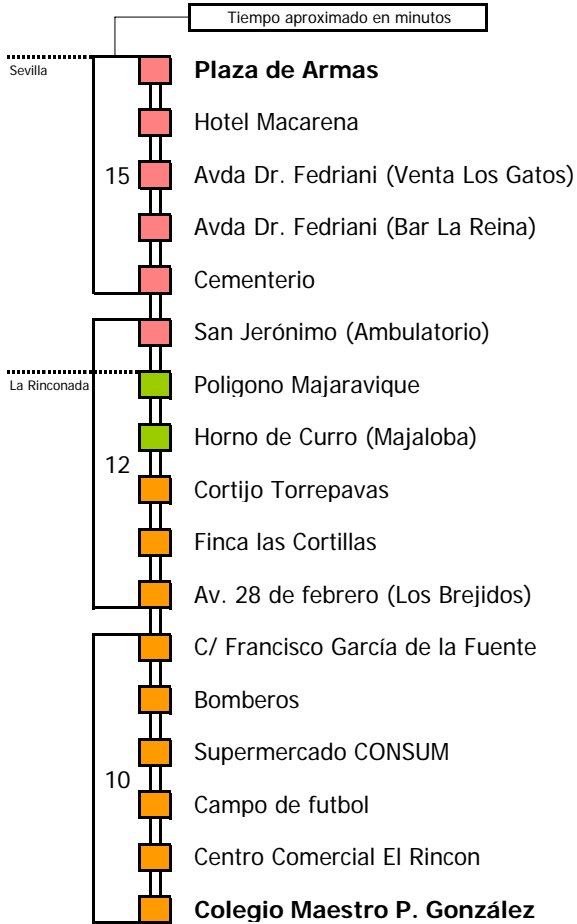 Tiempo aproximado en minutos
Sevilla
Plaza de Armas
Hotel Macarena
15
Avda Dr. Fedriani (Venta Los Gatos)
Avda Dr. Fedriani (Bar La Reina)
Cementerio
San Jerónimo (Ambulatorio)
La Rinconada
Poligono Majaravique
Horno de Curro (Majaloba)
12
Cortijo Torrepavas
Finca las Cortillas
Av. 28 de febrero (Los Brejidos)
C/ Francisco García de la Fuente
Bomberos
Supermercado CONSUM
10
Campo de futbol
Centro Comercial El Rincon
Colegio Maestro P. González